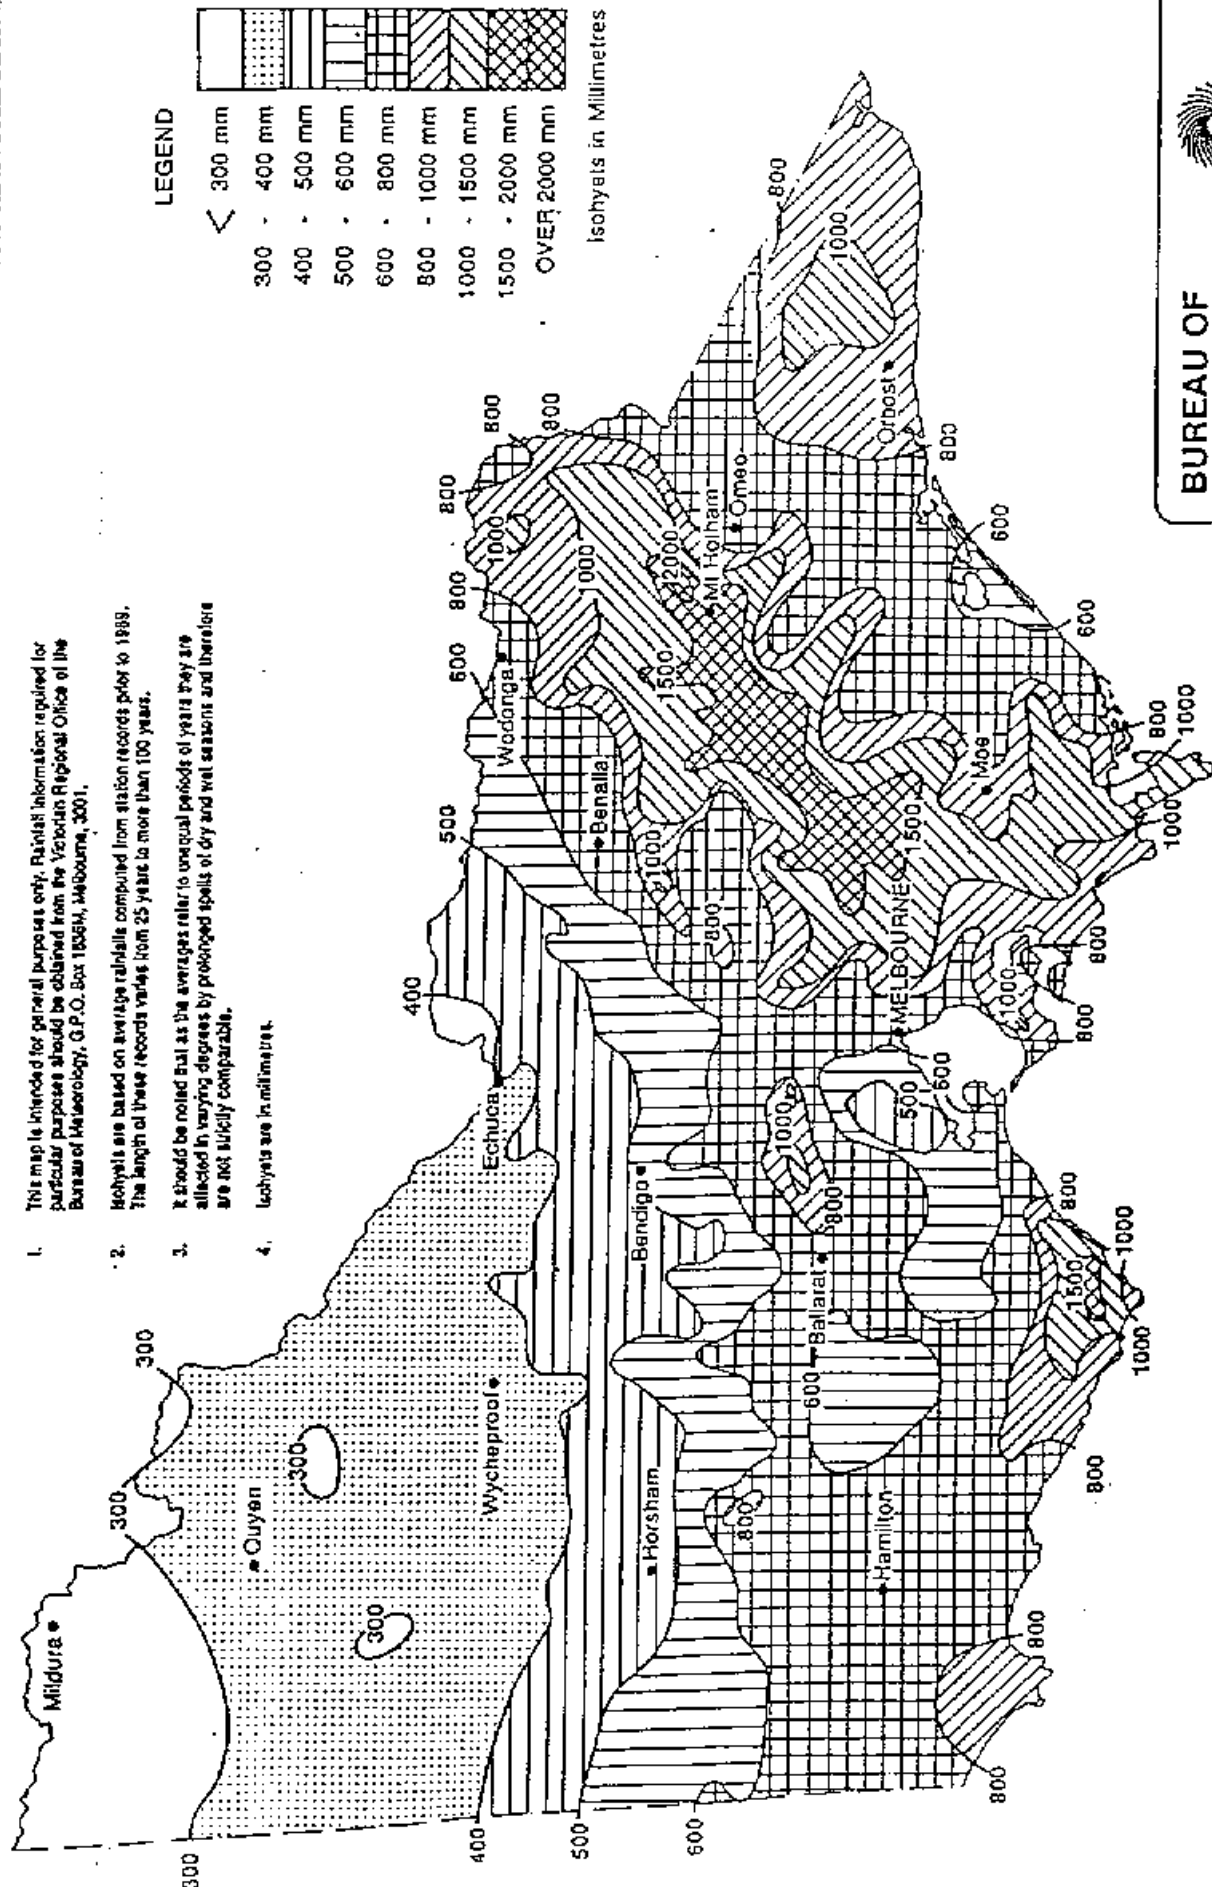 1. This map is intended for general purposes only. Rainfall information required for
particular purposes should be obtained from the Victorian Regional Office of the
Bureau of Meteorology, G.P.O. Box 1636M, Melbourne, 3001.
2. Isohyets are based on average rainfalls computed from station records prior to 1989.
The length of these records varies from 25 years to more than 100 years.
3. It should be noted that as the averages refer to unequal periods of years they are
affected in varying degrees by prolonged spells of dry and wet seasons and therefore
are not strictly comparable.
4. Isohyets are in millimetres.
LEGEND
< 300 mm
300 - 400 mm
400 - 500 mm
500 - 600 mm
600 - 800 mm
800 - 1000 mm
1000 - 1500 mm
1500 - 2000 mm
OVER 2000 mm
Isohyets in Millimetres
Mildura
300
300
300
Ouyen
300
300
Wycheproof
400
Echuca
400
500
600
Wodonga
800
800
800
800
1000
1000
500
Horsham
Bendigo
Benalla
1000
1500
2000
Mt Hotham
Omeo
800
600
800
800
600
Ballarat
800
1000
MELBOURNE
1500
Moe
Orbost
1000
800
Hamilton
500
600
600
600
800
1000
800
800
800
1000
1000
800
800
800
1500
1000
1000
800
BUREAU OF